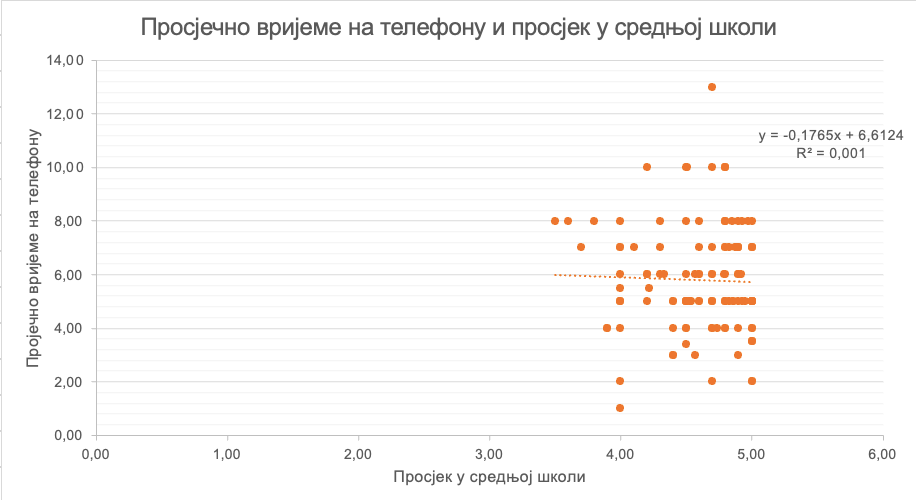 Просјечно вријеме на телефону и просјек у средњој школи
Пројечно вријеме на телефону
14,00
12,00
10,00
8,00
6,00
4,00
2,00
0,00
y = -0,1765x + 6,6124
R² = 0,001
0,00 1,00 2,00 3,00 4,00 5,00 6,00
Просјек у средњој школи